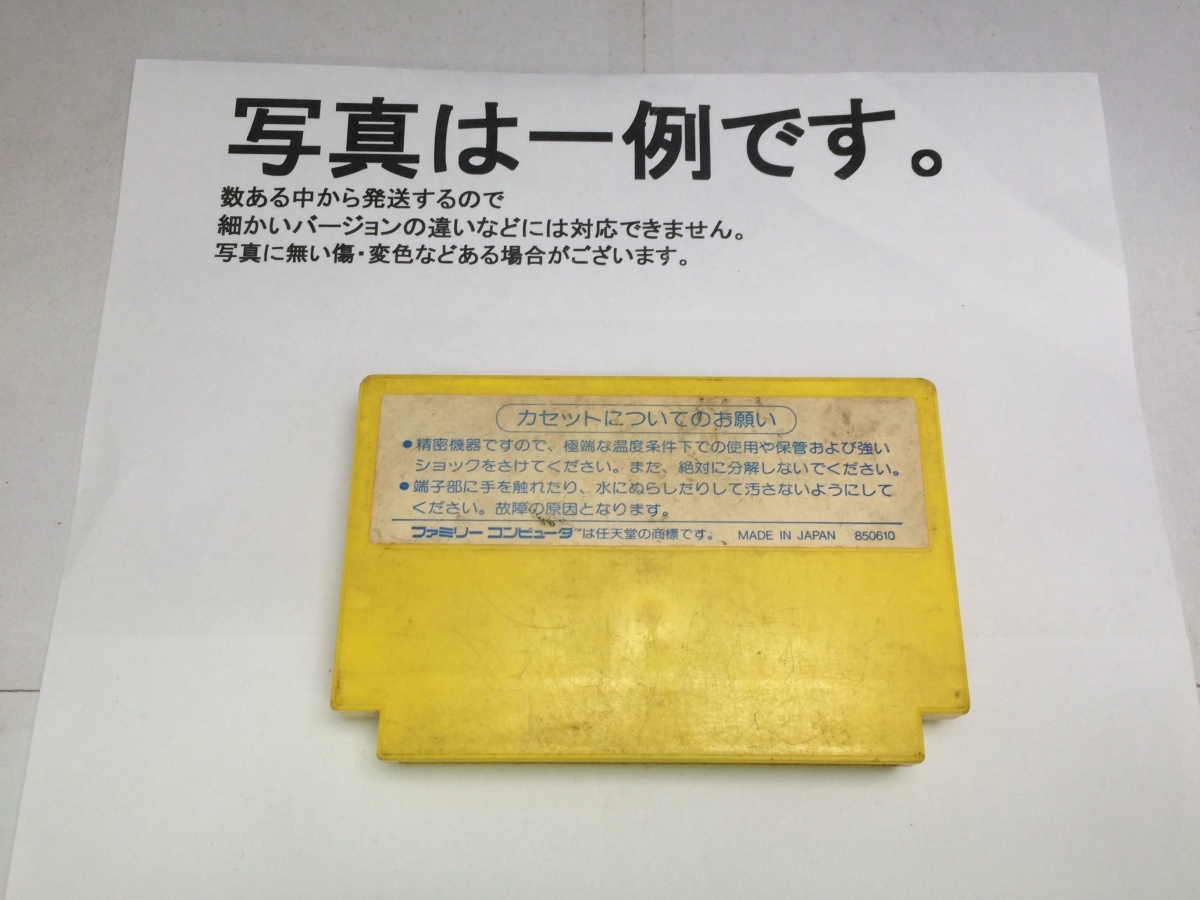 写真は一例です。
数ある中から発送するので
細かいバージョンの違いなどには対応できません。
写真に無い傷・変色などある場合がございます。
カセットについてのお願い
●精密機器ですので、極端な温度条件下での使用や保管および強い
ショックをさけてください。また、絶対に分解しないでください。
●端子部に手を触れたり、水にぬらしたりして汚さないようにして
ください。故障の原因となります。
ファミリー コンピュータ™は任天堂の商標です。 MADE IN JAPAN 850610